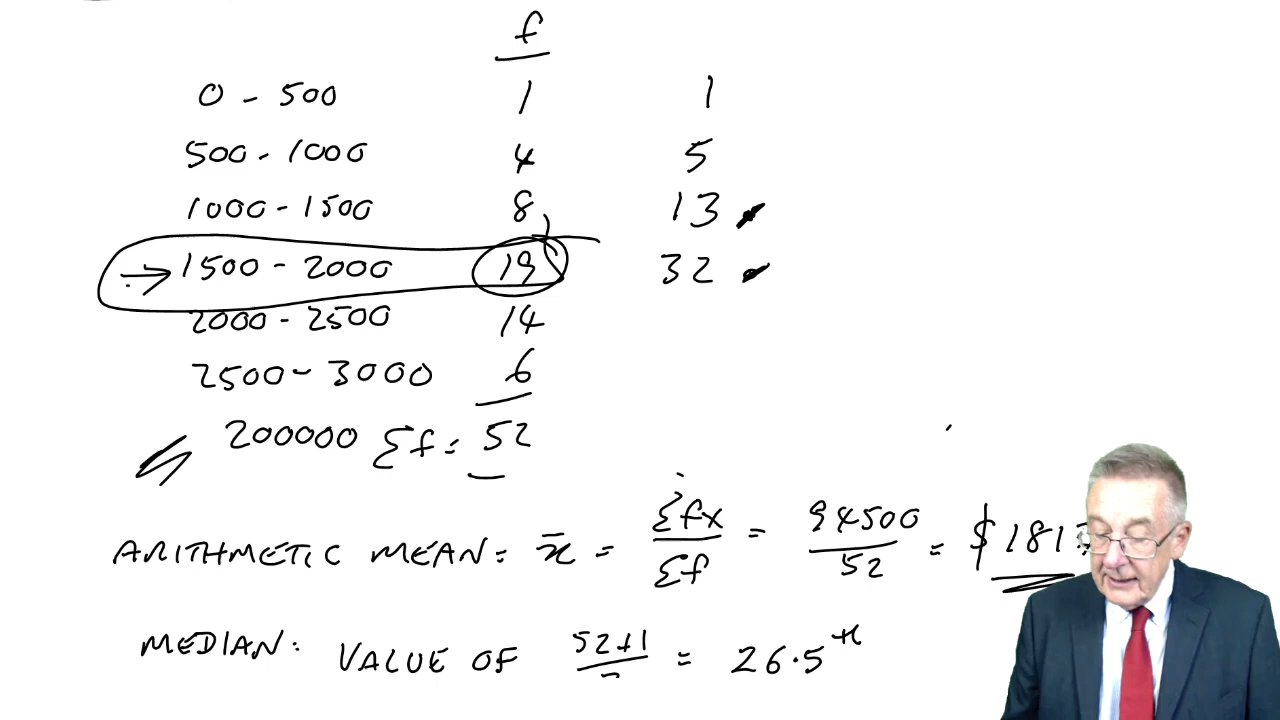 f
0 - 500 1 1
500 - 1000 4 5
1000 - 1500 8 13
→ 1500 - 2000 19 32
2000 - 2500 14
2500 - 3000 6
200000 Σf = 52
ARITHMETIC MEAN: x̄ = Σfx / Σf = 94500 / 52 = $181
MEDIAN: VALUE OF 52+1 / = 26.5th